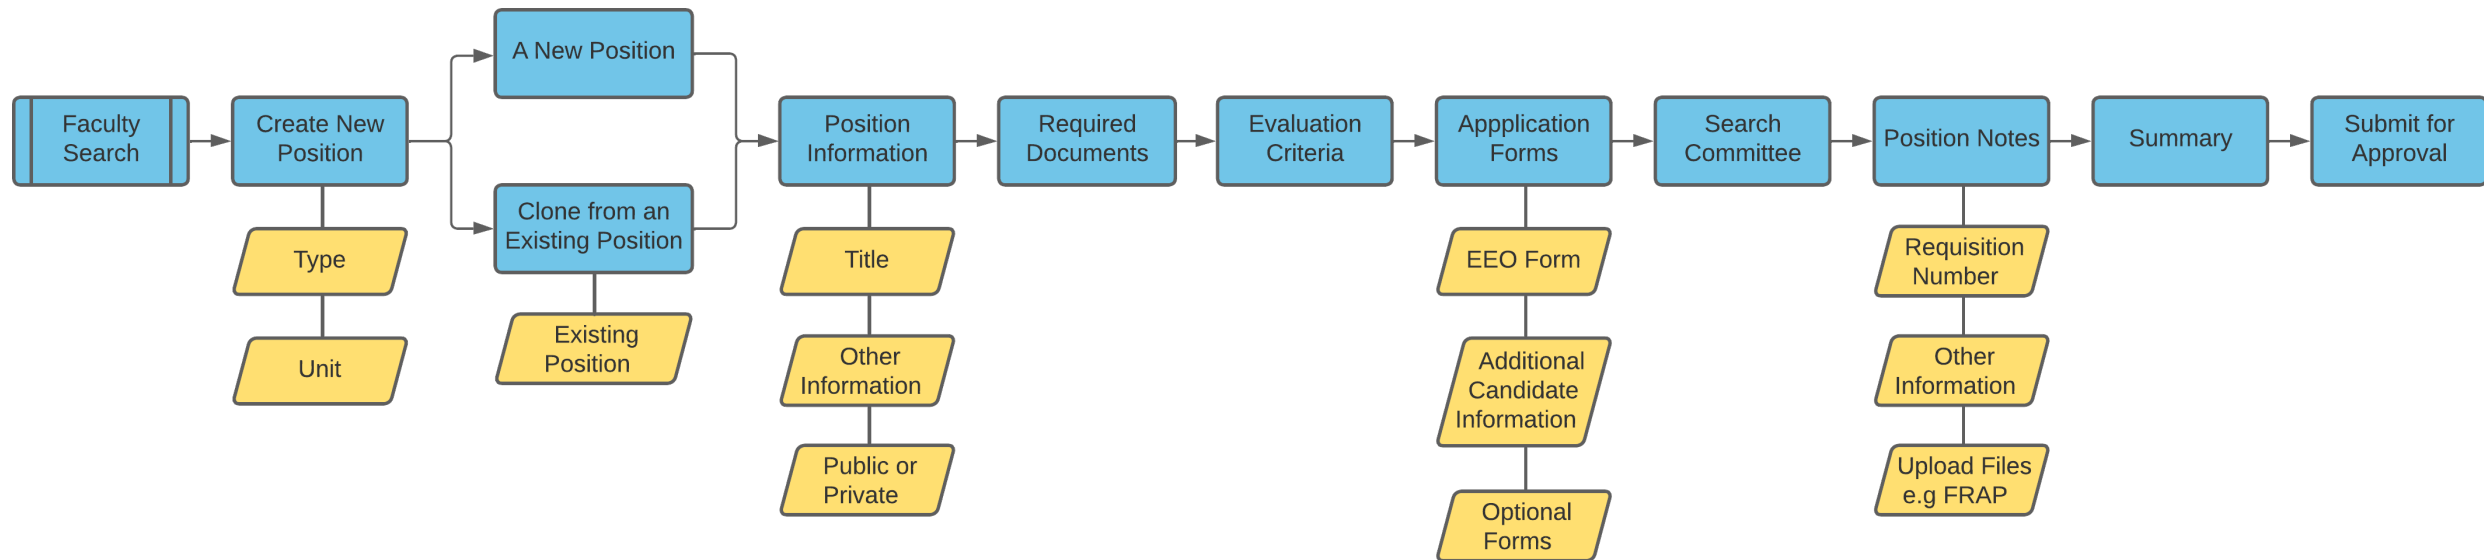 Faculty
Search
Create New
Position
Type
Unit
A New Position
Clone from an
Existing Position
Existing
Position
Position
Information
Title
Other
Information
Public or
Private
Required
Documents
Evaluation
Criteria
Appplication
Forms
EEO Form
Additional
Candidate
Information
Optional
Forms
Search
Committee
Position Notes
Requisition
Number
Other
Information
Upload Files
e.g FRAP
Summary
Submit for
Approval